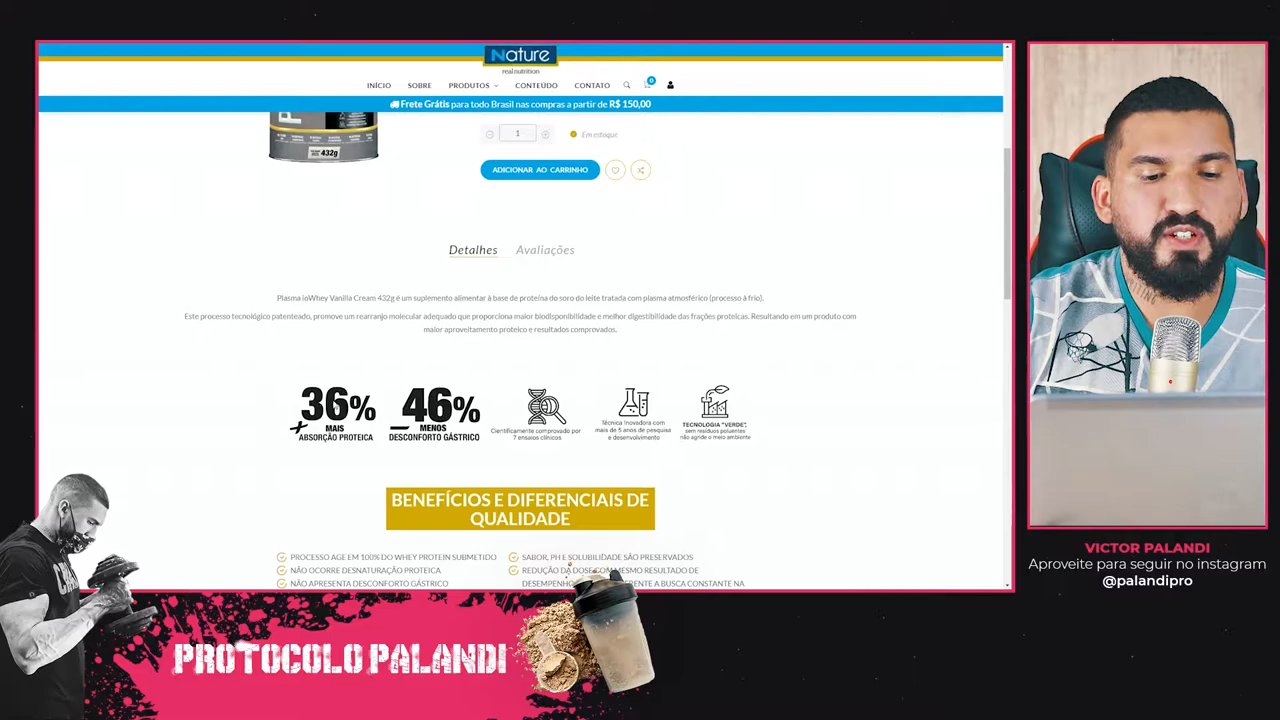 Nature
real nutrition
INÍCIO SOBRE PRODUTOS CONTEÚDO CONTATO 0
Frete Grátis para todo Brasil nas compras a partir de R$ 150,00
432g
1 Em estoque
ADICIONAR AO CARRINHO
Detalhes Avaliações
Plasma ioWhey Vanilla Cream 432g é um suplemento alimentar à base de proteína do soro do leite tratada com plasma atmosférico (processo à frio).
Este processo tecnológico patenteado, promove um rearranjo molecular adequado que proporciona maior biodisponibilidade e melhor digestibilidade das frações proteicas. Resultando em um produto com
maior aproveitamento proteico e resultados comprovados.
+36%
MAIS
ABSORÇÃO PROTEICA
-46%
MENOS
DESCONFORTO GÁSTRICO
Cientificamente comprovado por
7 ensaios clínicos
Técnica Inovadora com
mais de 5 anos de pesquisa
e desenvolvimento
TECNOLOGIA "VERDE",
sem resíduos poluentes
não agride o meio ambiente
BENEFÍCIOS E DIFERENCIAIS DE
QUALIDADE
PROCESSO AGE EM 100% DO WHEY PROTEIN SUBMETIDO
NÃO OCORRE DESNATURAÇÃO PROTEICA
NÃO APRESENTA DESCONFORTO GÁSTRICO
SABOR, PH E SOLUBILIDADE SÃO PRESERVADOS
REDUÇÃO DA DOSE COM MESMO RESULTADO DE
DESEMPENHO, FRENTE A BUSCA CONSTANTE NA
VICTOR PALANDI
Aproveite para seguir no instagram
@palandipro
PROTOCOLO PALANDI